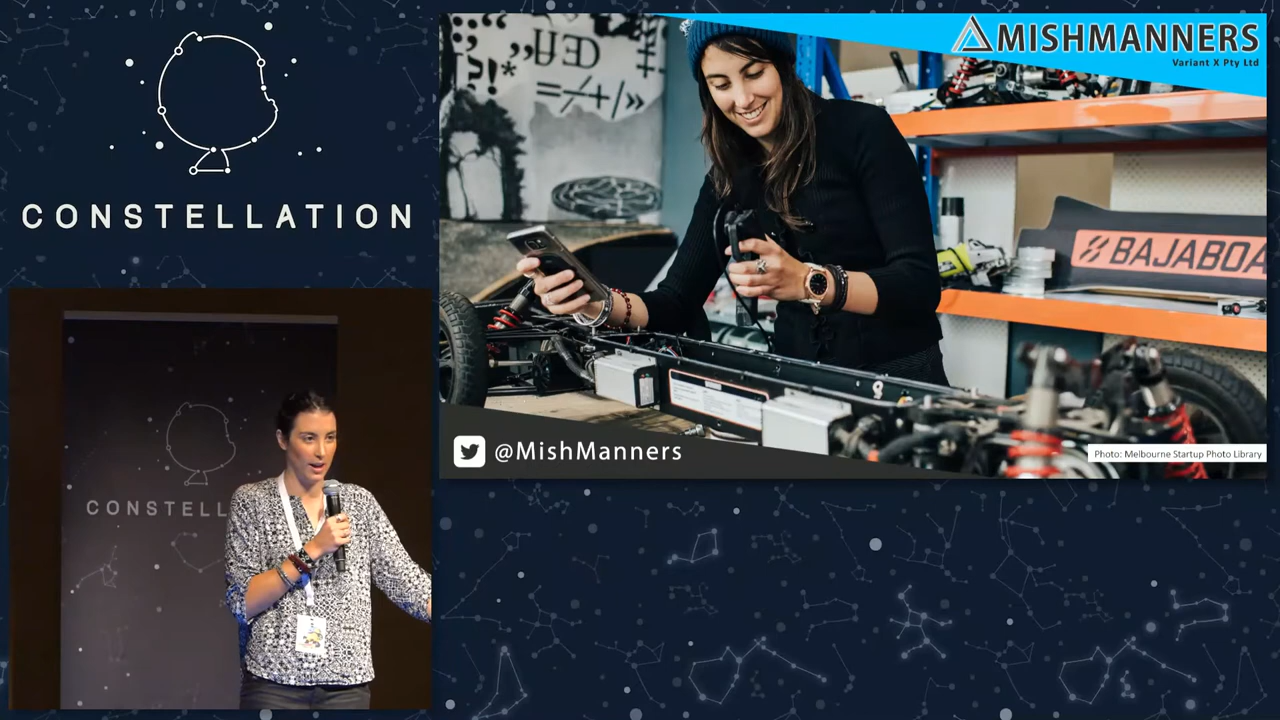 CONSTELLATION
CONSTELL
MISHMANNERS
Variant X Pty Ltd
BAJABOA
@MishManners
Photo: Melbourne Startup Photo Library